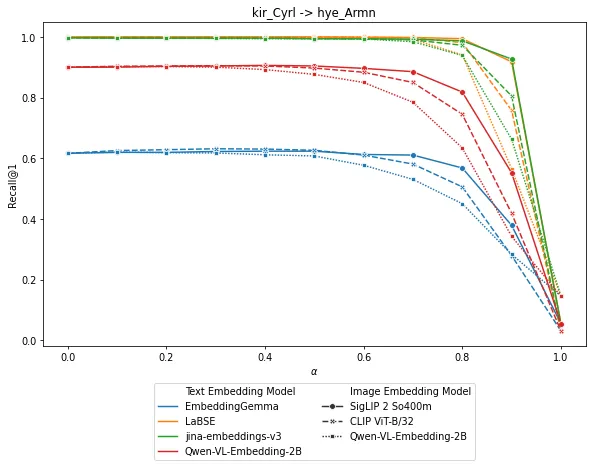 kir_Cyrl -> hye_Armn
Recall@1
1.0
0.8
0.6
0.4
0.2
0.0
0.0 0.2 0.4 0.6 0.8 1.0
α
Text Embedding Model Image Embedding Model
EmbeddingGemma SigLIP 2 So400m
LaBSE CLIP ViT-B/32
jina-embeddings-v3 Qwen-VL-Embedding-2B
Qwen-VL-Embedding-2B